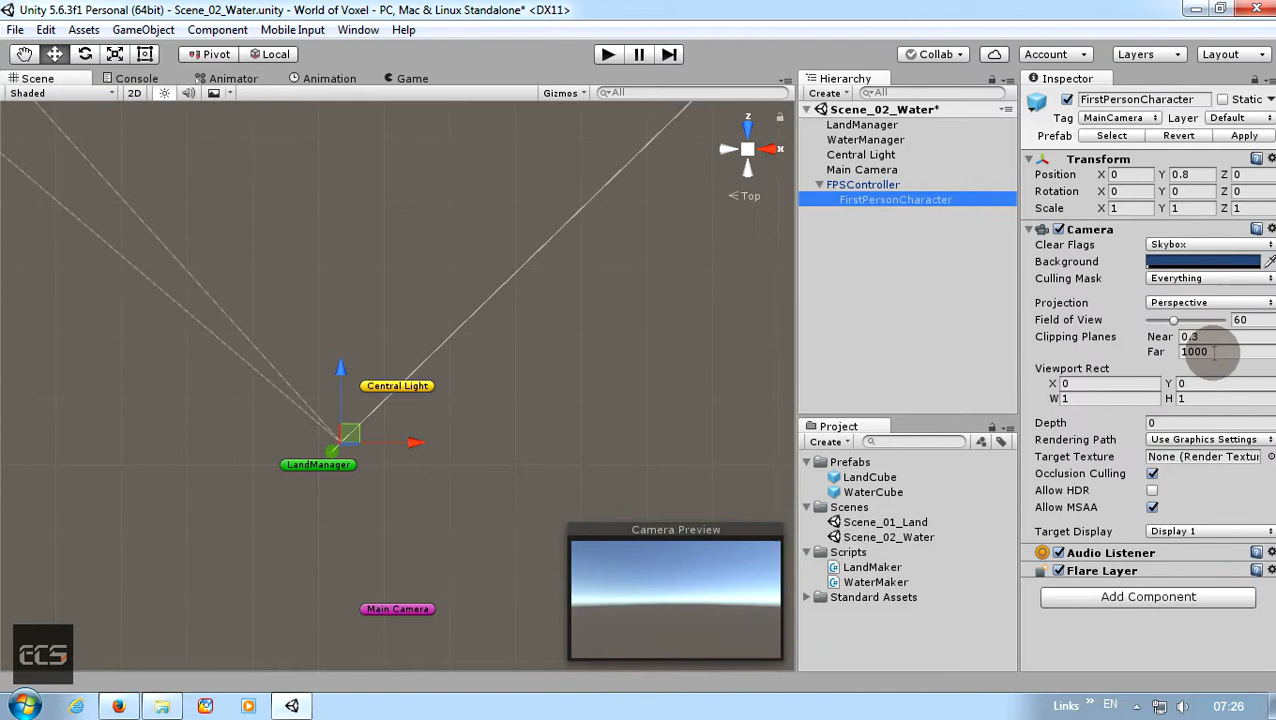 Unity 5.6.3f1 Personal (64bit) - Scene_02_Water.unity - World of Voxel - PC, Mac & Linux Standalone* <DX11>
File Edit Assets GameObject Component Mobile Input Window Help
Pivot Local Collab Account Layers Layout
Scene Console Animator Animation Game
Shaded 2D Gizmos All
z
x
Top
Central Light
LandManager
Main Camera
Camera Preview
ECS
Hierarchy
Create All
Scene_02_Water*
LandManager
WaterManager
Central Light
Main Camera
FPSController
FirstPersonCharacter
Project
Create
Prefabs
LandCube
WaterCube
Scenes
Scene_01_Land
Scene_02_Water
Scripts
LandMaker
WaterMaker
Standard Assets
Inspector
FirstPersonCharacter Static
Tag MainCamera Layer Default
Prefab Select Revert Apply
Transform
Position X 0 Y 0.8 Z 0
Rotation X 0 Y 0 Z 0
Scale X 1 Y 1 Z 1
Camera
Clear Flags Skybox
Background
Culling Mask Everything
Projection Perspective
Field of View 60
Clipping Planes Near 0.3
Far 1000
Viewport Rect
X 0 Y 0
W 1 H 1
Depth 0
Rendering Path Use Graphics Settings
Target Texture None (Render Textur
Occlusion Culling
Allow HDR
Allow MSAA
Target Display Display 1
Audio Listener
Flare Layer
Add Component
Links » EN 07:26